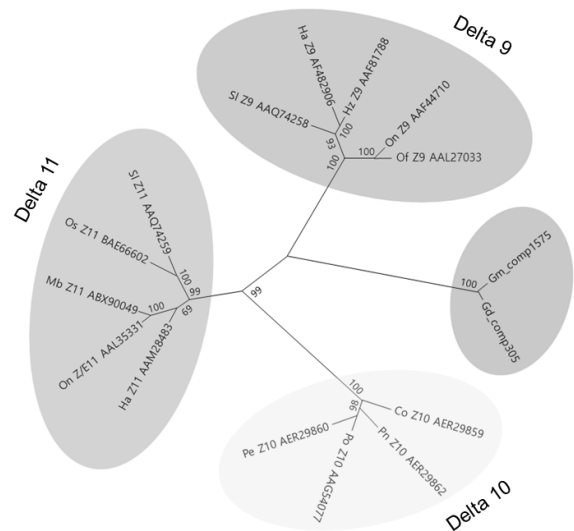 Delta 9
Ha Z9 AF482906
Hz Z9 AAF81788
Sl Z9 AAQ74258
On Z9 AAF44710
Of Z9 AAL27033
93
100
100
100
Delta 11
Sl Z11 AAQ74259
Os Z11 BAE66602
Mb Z11 ABX90049
On Z/E11 AAL35331
Ha Z11 AAM28483
100
99
100
69
99
100
Gm_comp1575
Gd_comp305
100
98
Co Z10 AER29859
Pe Z10 AER29860
Po Z10 AAG54077
Pn Z10 AER29862
Delta 10